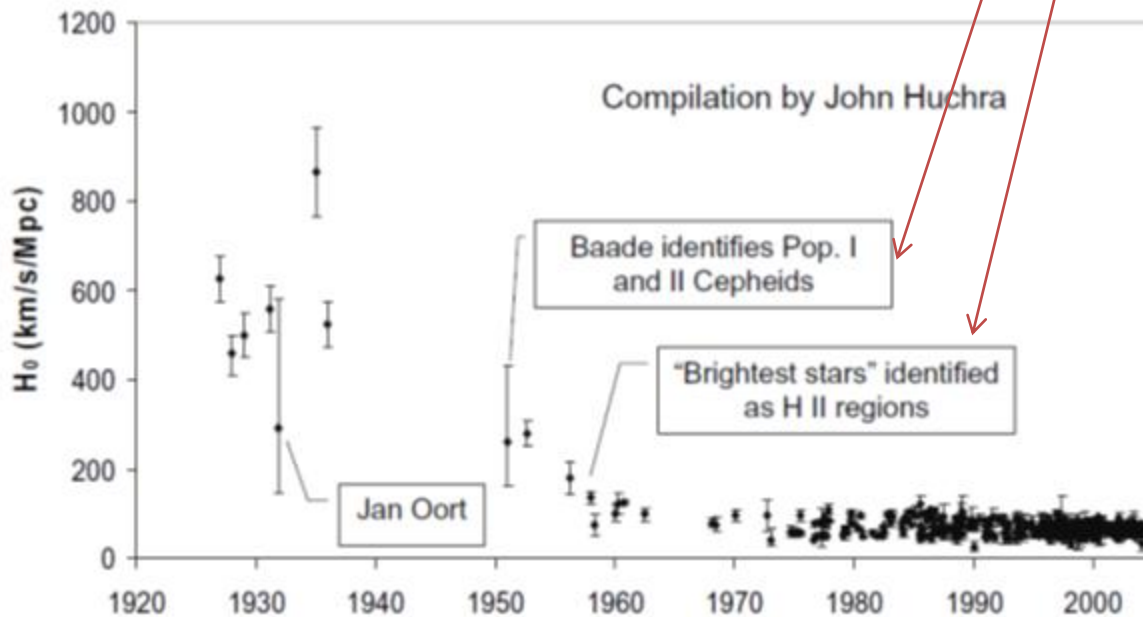 1200
1000
800
600
400
200
0
H₀ (km/s/Mpc)
Compilation by John Huchra
Baade identifies Pop. I
and II Cepheids
“Brightest stars” identified
as H II regions
Jan Oort
1920 1930 1940 1950 1960 1970 1980 1990 2000